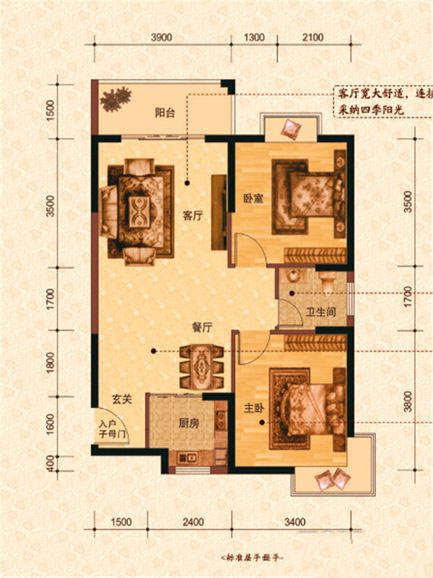 3900 1300 2100
客厅宽大舒适，连接
采纳四季阳光
1500
阳台
3500
卧室
客厅
3500
1700
卫生间
1700
餐厅
1800
玄关
主卧
3800
1600
入户
子母门
厨房
400
1500 2400 3400
<标准层平面平